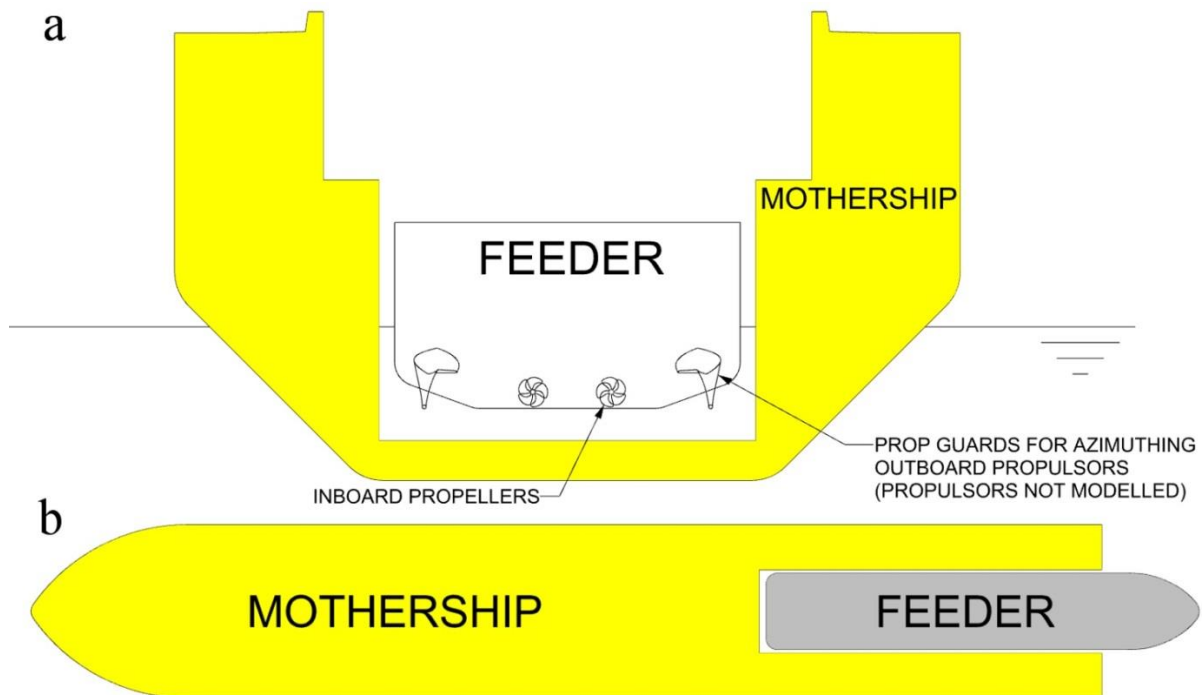 a
MOTHERSHIP
FEEDER
PROP GUARDS FOR AZIMUTHING
OUTBOARD PROPULSORS
(PROPULSORS NOT MODELLED)
INBOARD PROPELLERS
b
MOTHERSHIP
FEEDER